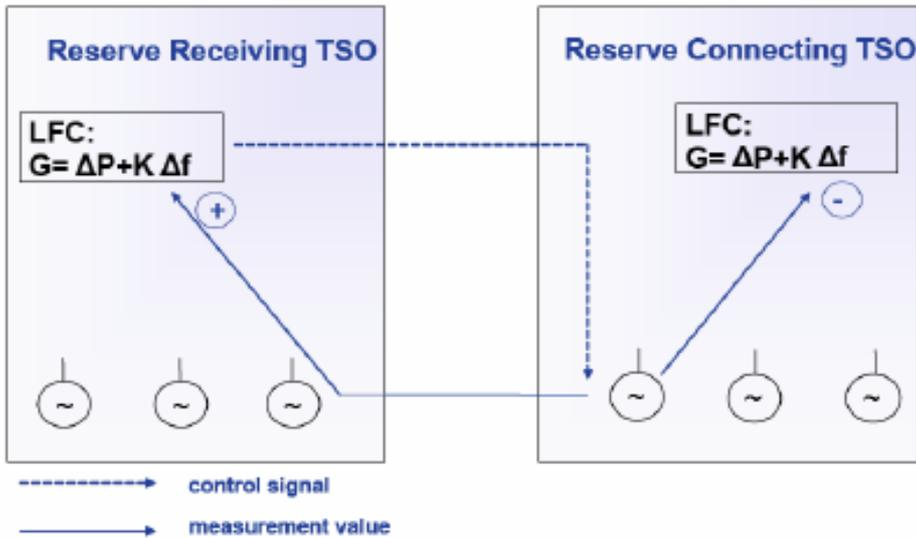 Reserve Receiving TSO
Reserve Connecting TSO
LFC:
G= ΔP+K Δf
LFC:
G= ΔP+K Δf
+
-
~
~
~
~
~
~
control signal
measurement value